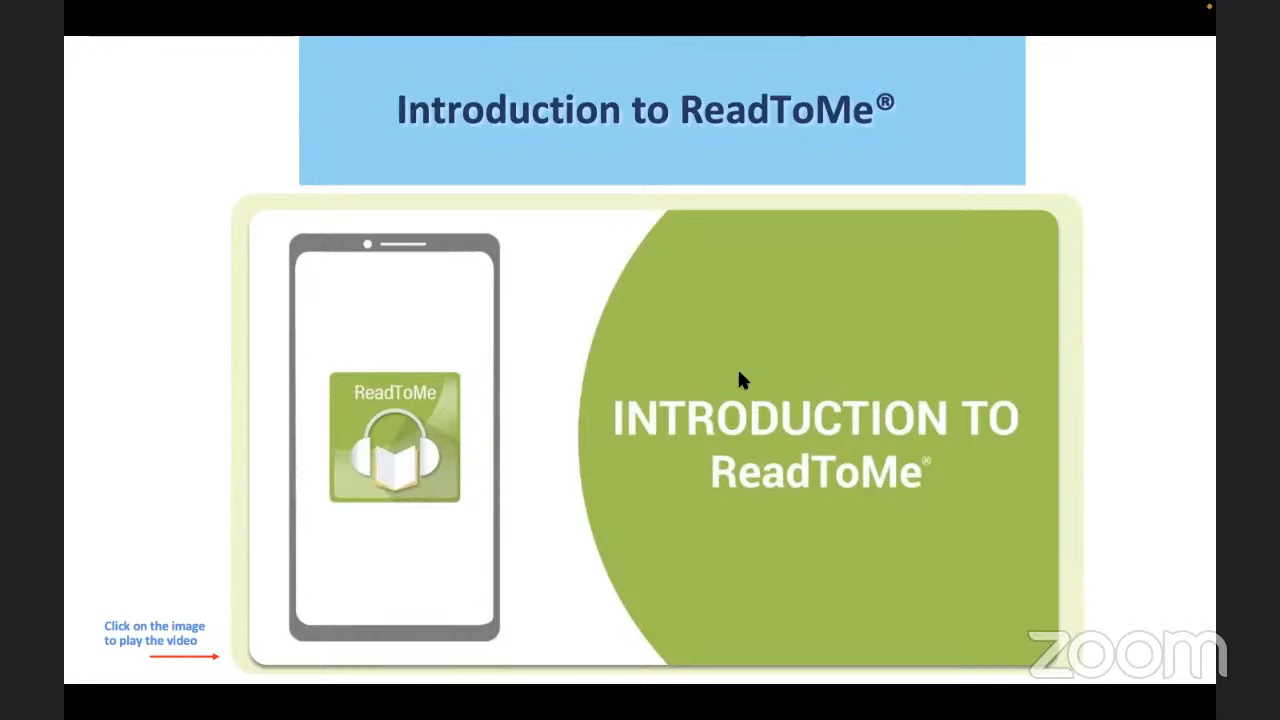 Introduction to ReadToMe®
ReadToMe
INTRODUCTION TO
ReadToMe®
Click on the image
to play the video
zoom